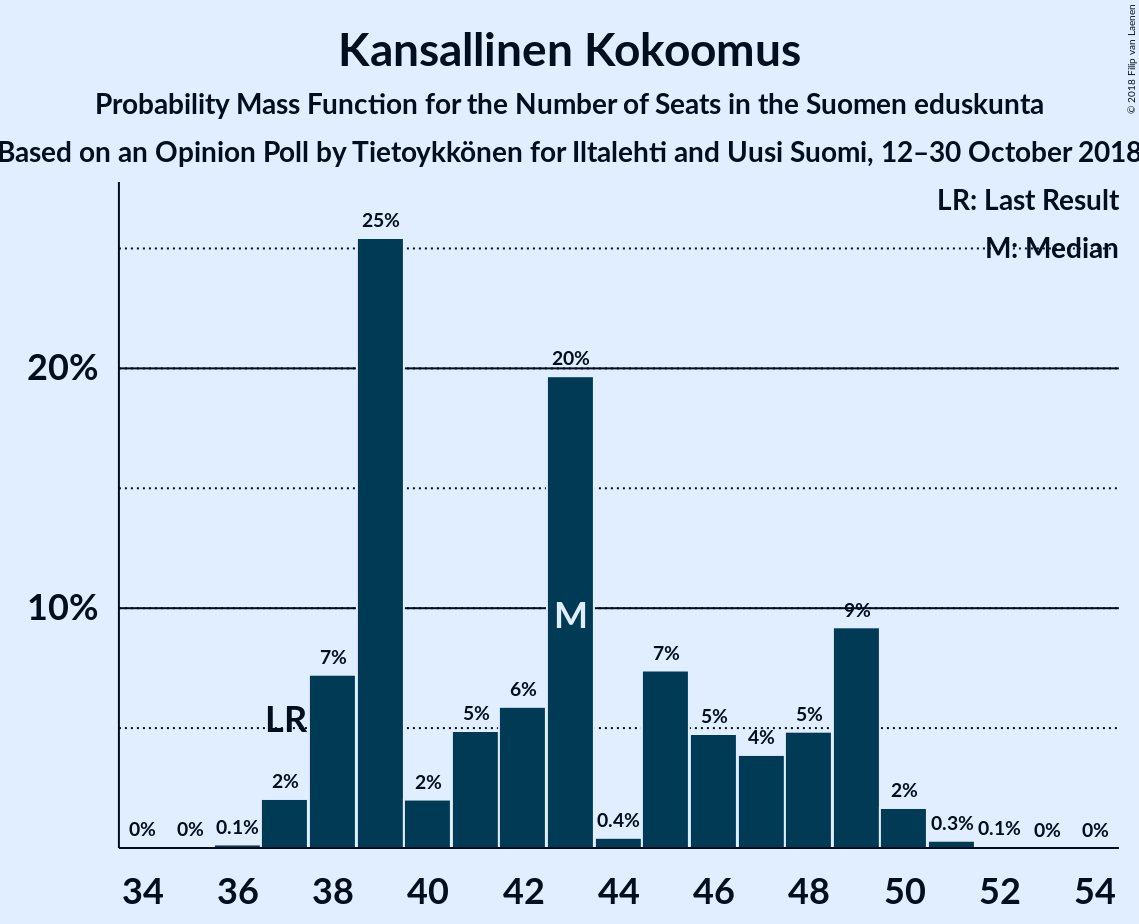 Kansallinen Kokoomus
Probability Mass Function for the Number of Seats in the Suomen eduskunta
Based on an Opinion Poll by Tietoykkönen for Iltalehti and Uusi Suomi, 12–30 October 2018
© 2018 Filip van Laenen
LR: Last Result
M: Median
20%
10%
0%
0%
0.1%
2%
LR
7%
25%
2%
5%
6%
20%
M
0.4%
7%
5%
4%
5%
9%
2%
0.3%
0.1%
0%
0%
34 36 38 40 42 44 46 48 50 52 54